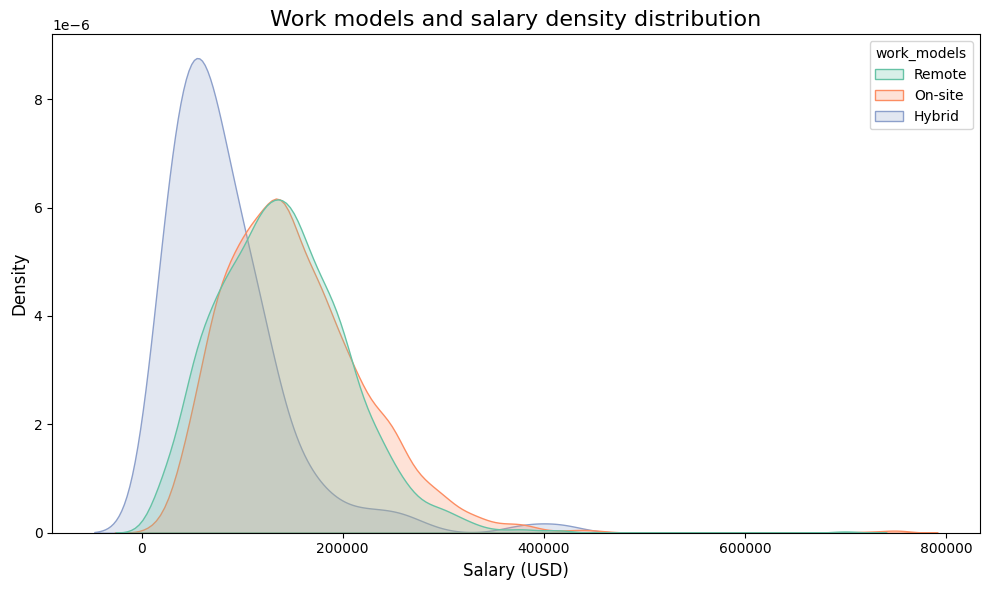 Work models and salary density distribution
1e−6
work_models
Remote
On-site
Hybrid
8
6
4
2
0
Density
0 200000 400000 600000 800000
Salary (USD)